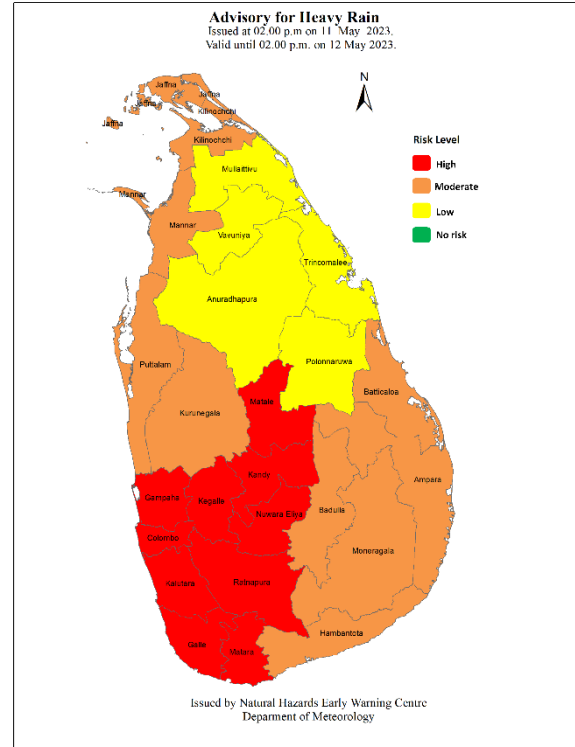 Advisory for Heavy Rain
Issued at 02.00 p.m on 11 May 2023.
Valid until 02.00 p.m. on 12 May 2023.
N
Jaffna
Jaffna
Jaffna
Jaffna
Kilinochchi
Kilinochchi
Risk Level
High
Moderate
Low
No risk
Mullaittivu
Mannar
Mannar
Vavuniya
Trincomalee
Anuradhapura
Polonnaruwa
Puttalam
Batticaloa
Kurunegala
Matale
Kandy
Ampara
Gampaha
Kegalle
Nuwara Eliya
Badulla
Colombo
Moneragala
Kalutara
Ratnapura
Hambantota
Galle
Matara
Issued by Natural Hazards Early Warning Centre
Deparment of Meteorology